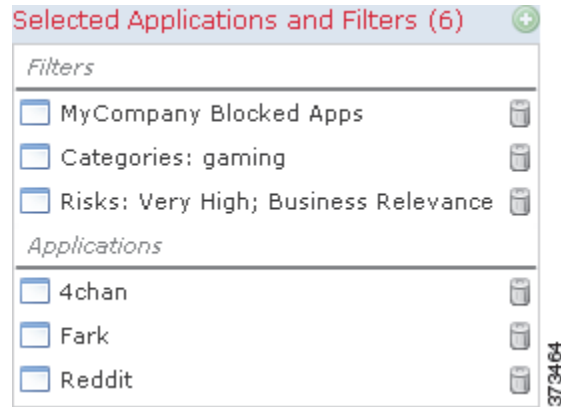 Selected Applications and Filters (6)
Filters
MyCompany Blocked Apps
Categories: gaming
Risks: Very High; Business Relevance
Applications
4chan
Fark
Reddit
373464